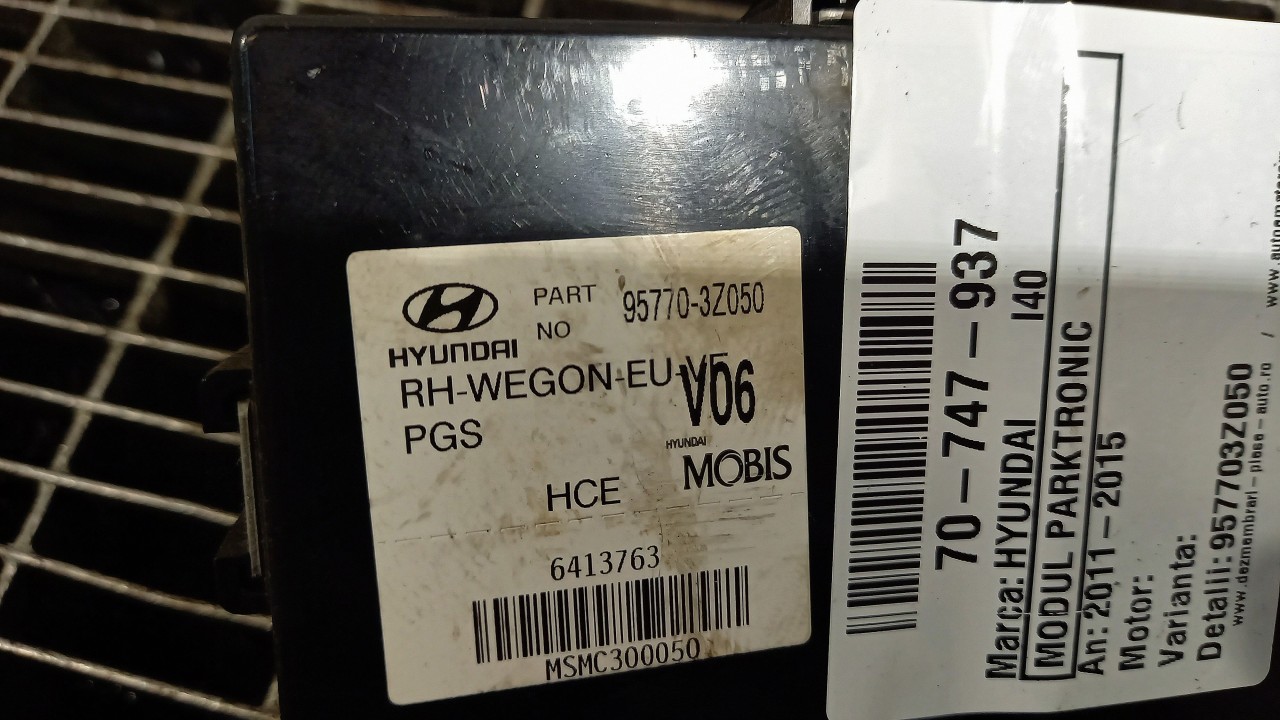 HYUNDAI
PART NO
95770-3Z050
RH-WEGON-EU-
V06
PGS
HYUNDAI
MOBIS
HCE
6413763
MSMC300050
70-747-937
Marca: HYUNDAI I40
MODUL PARKTRONIC
An: 2011-2015
Motor:
Varianta:
Detalii: 957703Z050
www.dezmembrari-piese-auto.ro /